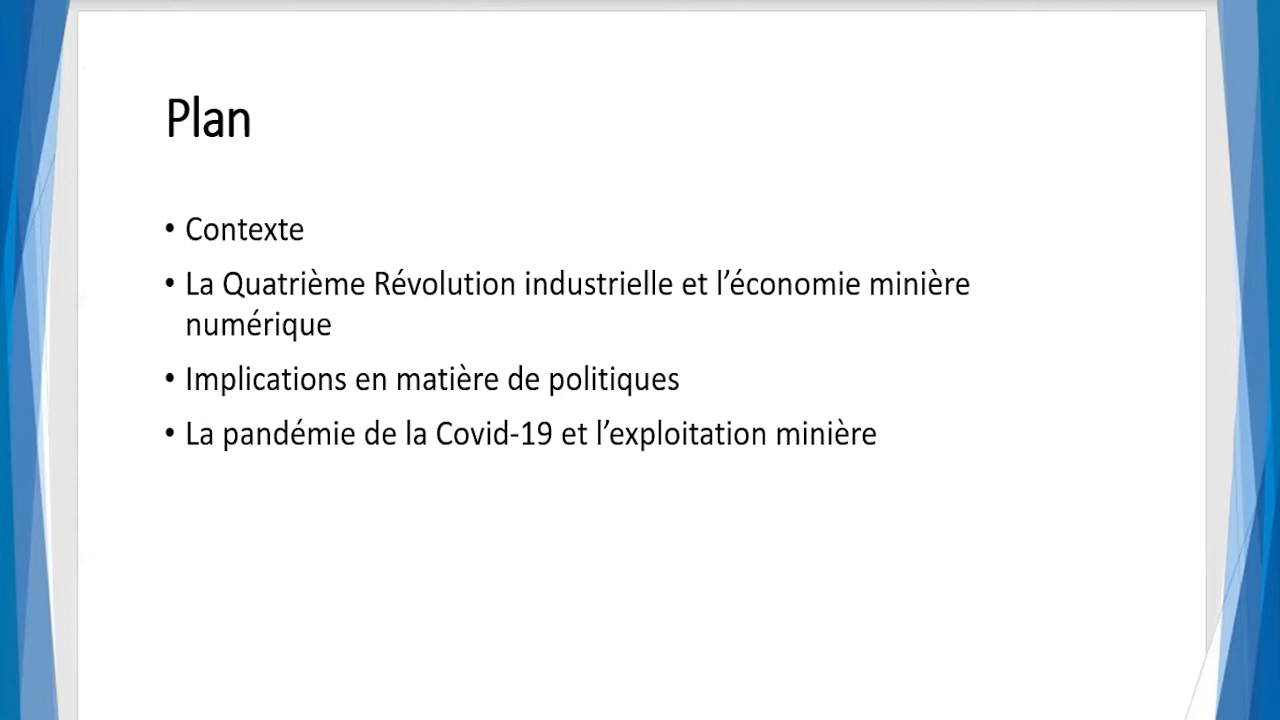 Plan
• Contexte
• La Quatrième Révolution industrielle et l’économie minière
numérique
• Implications en matière de politiques
• La pandémie de la Covid-19 et l’exploitation minière